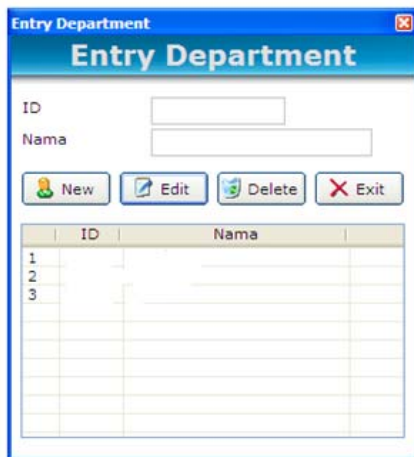 Entry Department
Entry Department
ID
Nama
New Edit Delete Exit
ID Nama
1
2
3